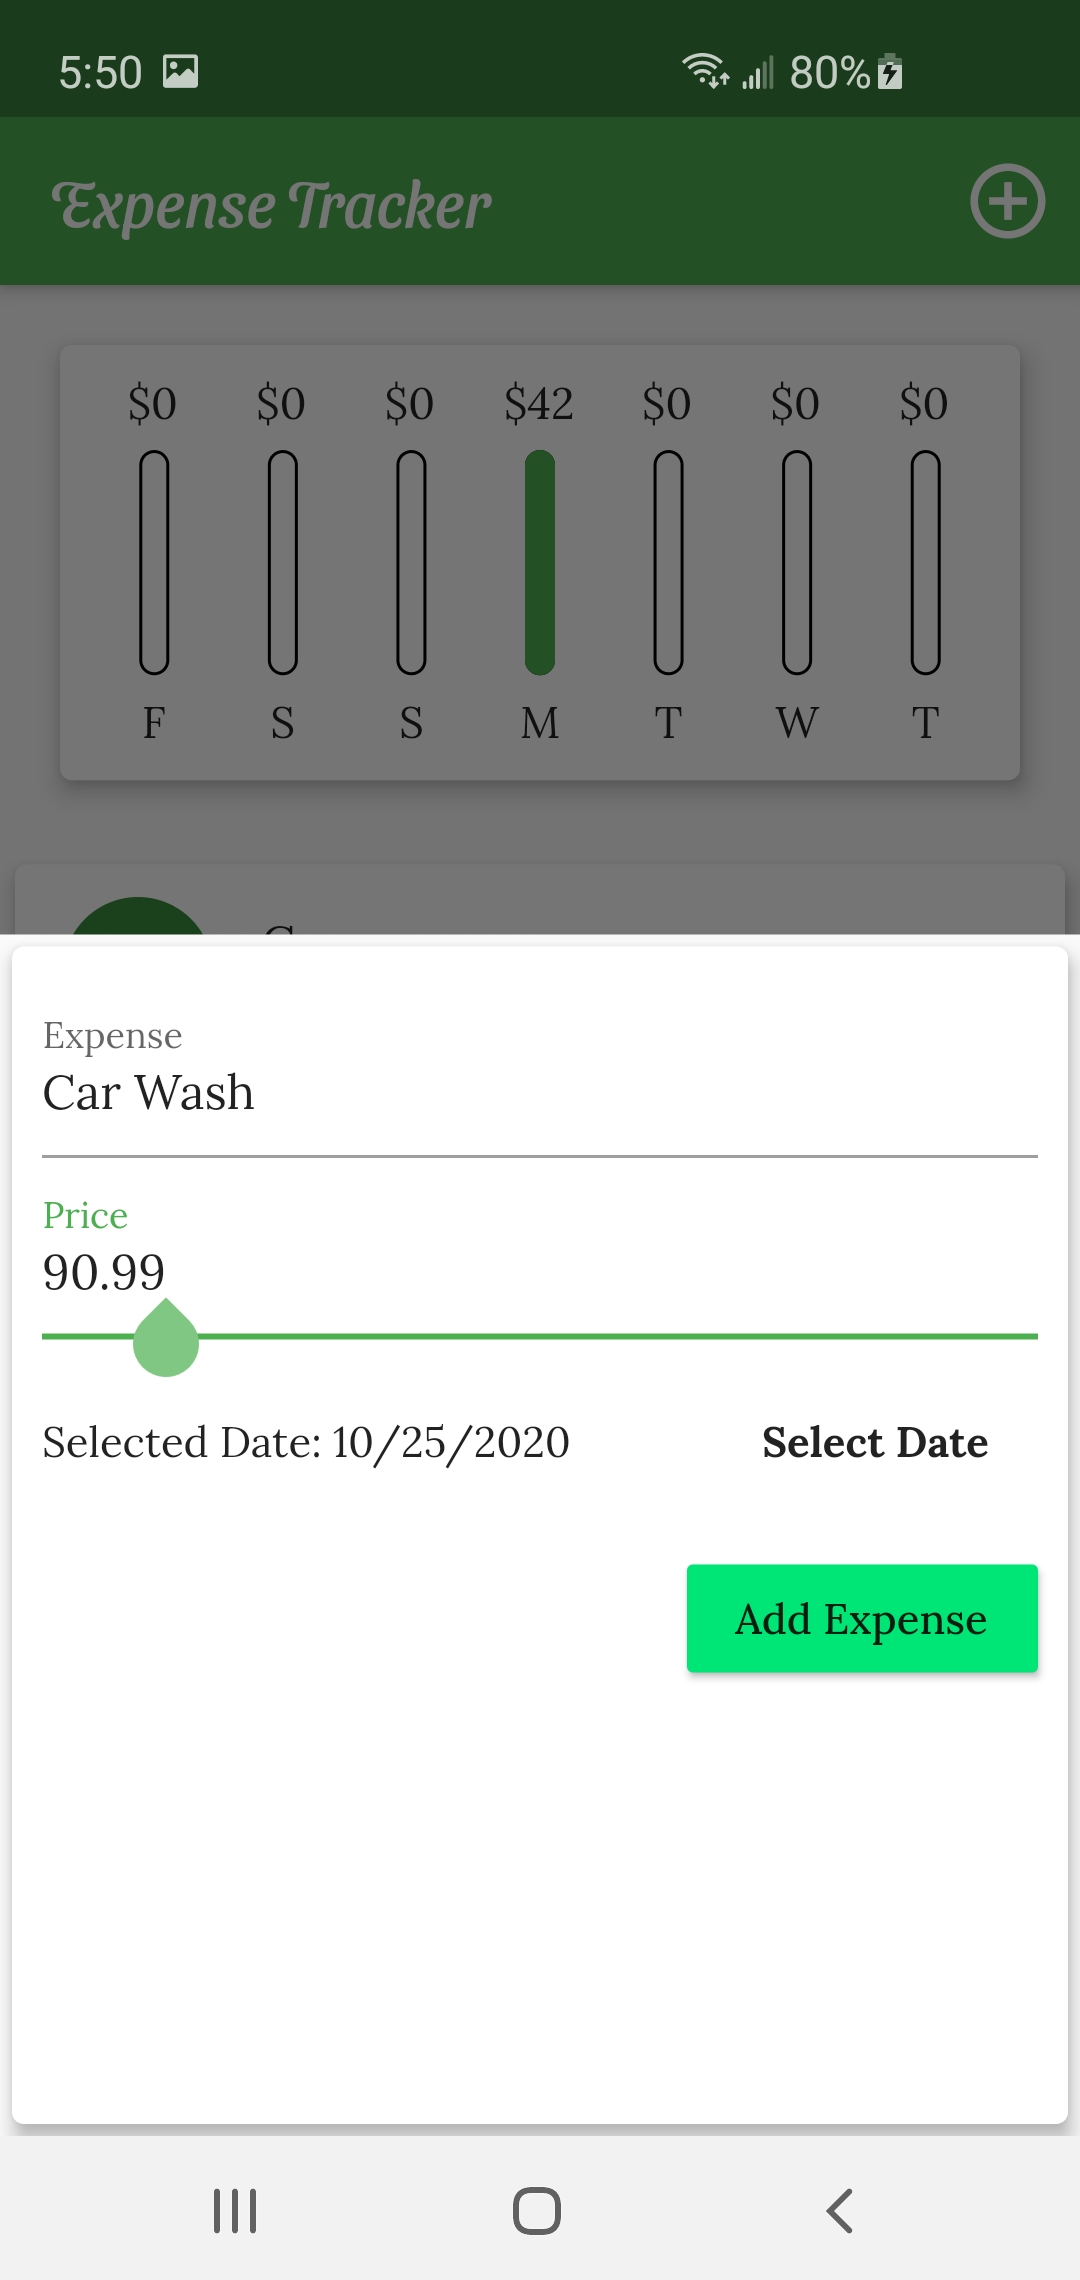 5:50 80%
Expense Tracker
$0 $0 $0 $42 $0 $0 $0
F S S M T W T
Expense
Car Wash
Price
90.99
Selected Date: 10/25/2020 Select Date
Add Expense